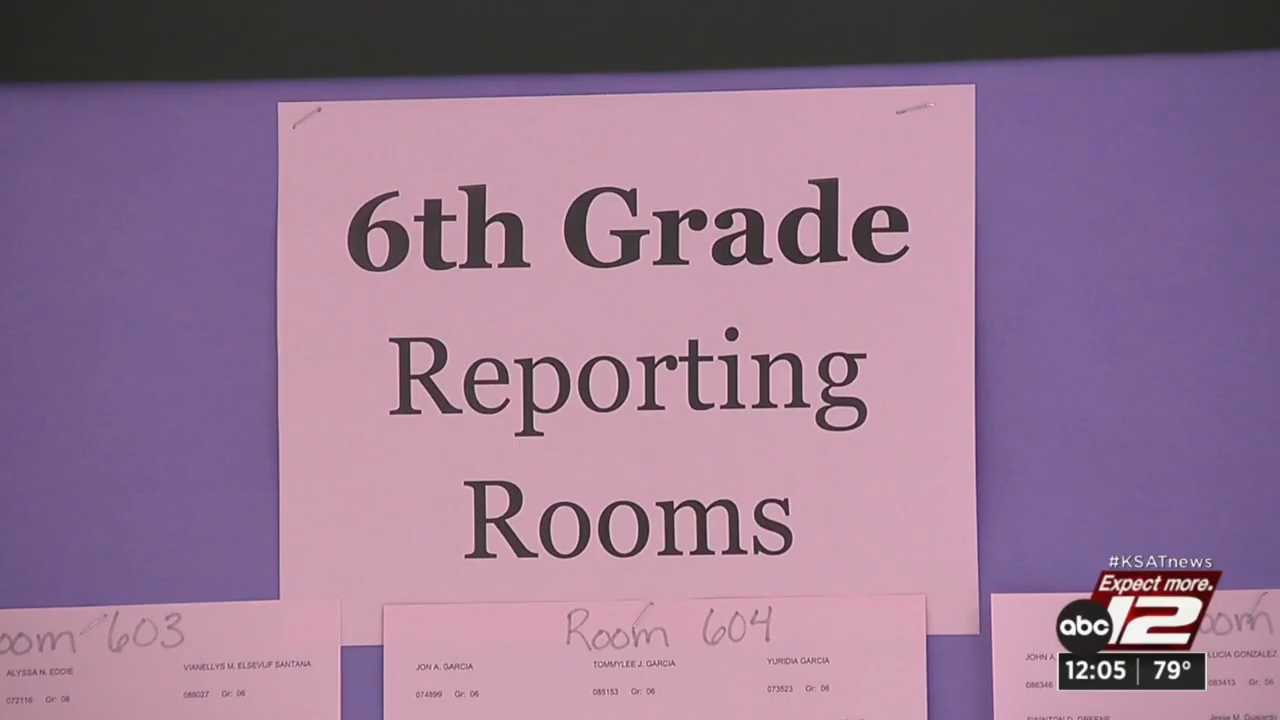 6th Grade
Reporting
Rooms
oom 603
ALYSSA N. EDDIE
VIANELLYS M. ELSEVUF SANTANA
072116 Gr: 06
088027 Gr: 06
Room 604
JON A. GARCIA
TOMMYLEE J. GARCIA
YURIDIA GARCIA
074899 Gr: 06
085153 Gr: 06
073523 Gr: 06
oom
JOHN A.
LUCIA GONZALEZ
086346
083413 Gr: 06
#KSATnews
Expect more.
abc 12
12:05 79°